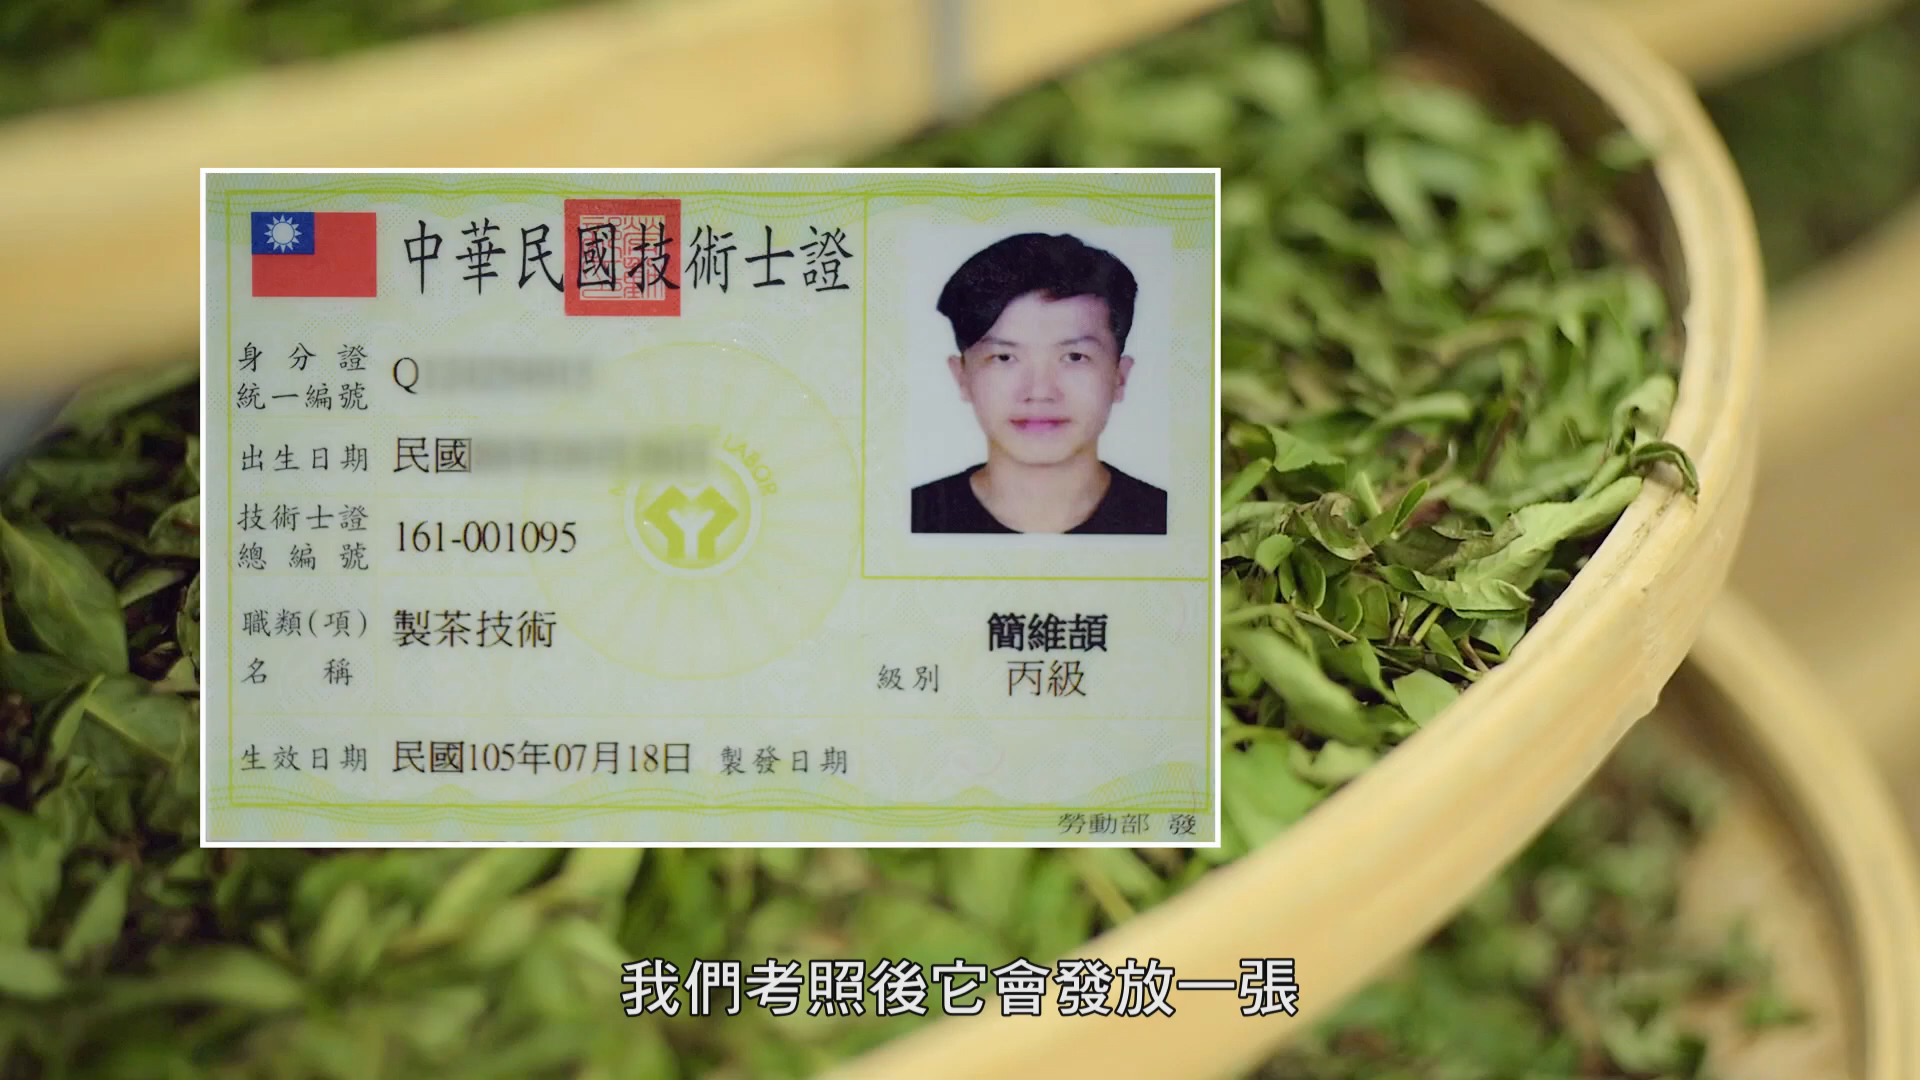 中華民國技術士證
身分證
統一編號
Q
出生日期 民國
LABOR
技術士證
總編號
161-001095
職類(項)
名稱
製茶技術
簡維頡
級別 丙級
生效日期 民國105年07月18日 製發日期
勞動部 發
我們考照後它會發放一張